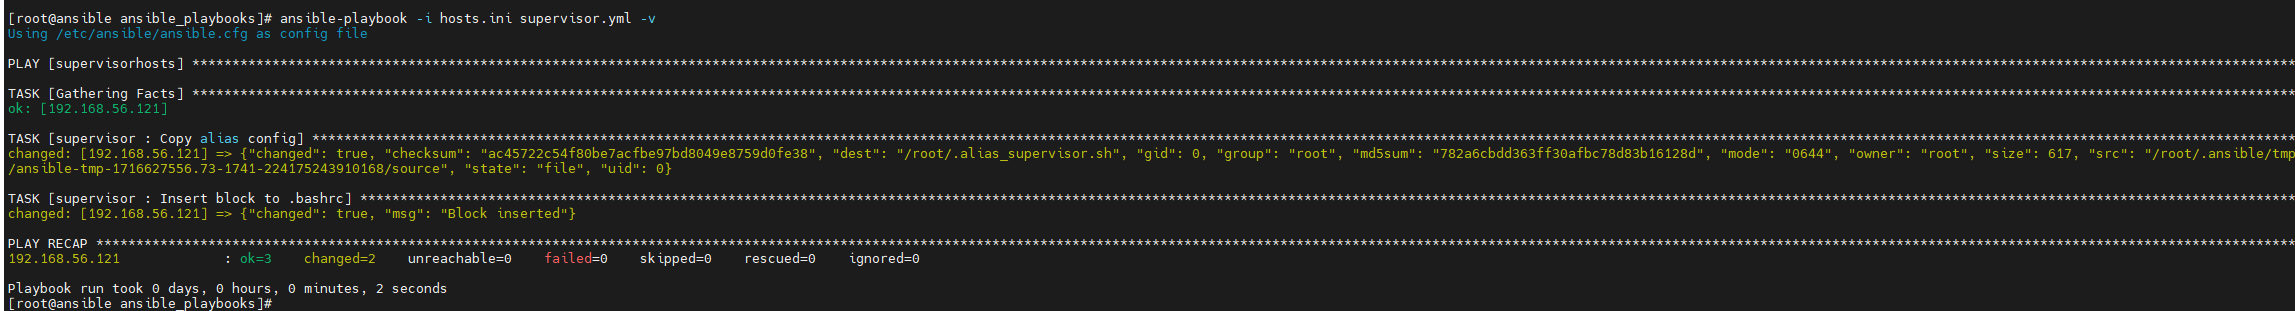 [root@ansible ansible_playbooks]# ansible-playbook -i hosts.ini supervisor.yml -v
Using /etc/ansible/ansible.cfg as config file
PLAY [supervisorhosts] ****************************************************************************************************
TASK [Gathering Facts] ****************************************************************************************************
ok: [192.168.56.121]
TASK [supervisor : Copy alias config] ****************************************************************************************************
changed: [192.168.56.121] => {"changed": true, "checksum": "ac45722c54f80be7acfbe97bd8049e8759d0fe38", "dest": "/root/.alias_supervisor.sh", "gid": 0, "group": "root", "md5sum": "782a6cbdd363ff30afbc78d83b16128d", "mode": "0644", "owner": "root", "size": 617, "src": "/root/.ansible/tmp
/ansible-tmp-1716627556.73-1741-224175243910168/source", "state": "file", "uid": 0}
TASK [supervisor : Insert block to .bashrc] ****************************************************************************************************
changed: [192.168.56.121] => {"changed": true, "msg": "Block inserted"}
PLAY RECAP ****************************************************************************************************
192.168.56.121 : ok=3 changed=2 unreachable=0 failed=0 skipped=0 rescued=0 ignored=0
Playbook run took 0 days, 0 hours, 0 minutes, 2 seconds
[root@ansible ansible_playbooks]#